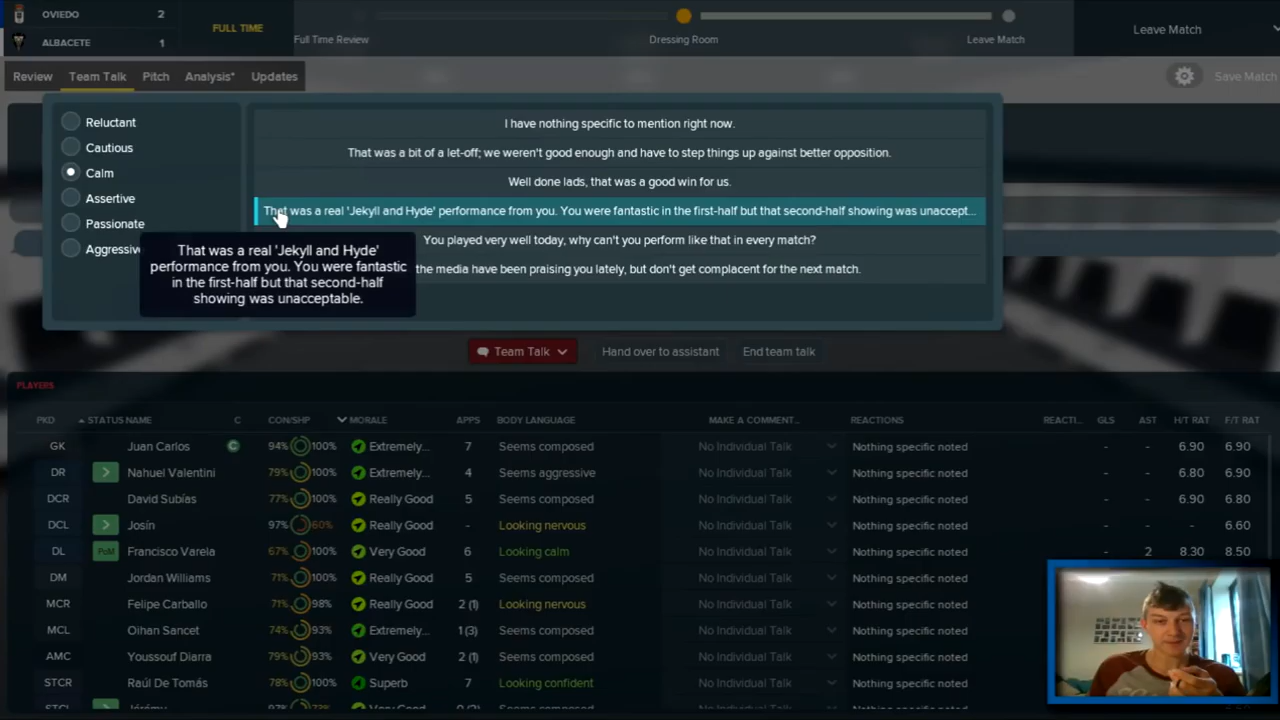 OVIEDO 2
ALBACETE 1
FULL TIME
Full Time Review
Dressing Room
Leave Match
Leave Match
Review Team Talk Pitch Analysis* Updates
Save Match
Reluctant
Cautious
Calm
Assertive
Passionate
Aggressive
I have nothing specific to mention right now.
That was a bit of a let-off; we weren't good enough and have to step things up against better opposition.
Well done lads, that was a good win for us.
That was a real 'Jekyll and Hyde' performance from you. You were fantastic in the first-half but that second-half showing was unaccept...
You played very well today, why can't you perform like that in every match?
the media have been praising you lately, but don't get complacent for the next match.
That was a real 'Jekyll and Hyde'
performance from you. You were fantastic
in the first-half but that second-half
showing was unacceptable.
Team Talk Hand over to assistant End team talk
PLAYERS
PKD STATUS NAME C CON/SHP MORALE APPS BODY LANGUAGE MAKE A COMMENT... REACTIONS REACTI... GLS AST H/T RAT F/T RAT
GK Juan Carlos C 94% 100% Extremely... 7 Seems composed No Individual Talk Nothing specific noted - - 6.90 6.90
DR Nahuel Valentini 79% 100% Extremely... 4 Seems aggressive No Individual Talk Nothing specific noted - - 6.80 6.90
DCR David Subías 77% 100% Really Good 5 Seems composed No Individual Talk Nothing specific noted - - 6.90 6.80
DCL Josín 97% 60% Really Good - Looking nervous No Individual Talk Nothing specific noted - - - 6.60
DL PoM Francisco Varela 67% 100% Very Good 6 Looking calm No Individual Talk Nothing specific noted - 2 8.30 8.50
DM Jordan Williams 71% 100% Really Good 5 Seems composed No Individual Talk Nothing specific noted
MCR Felipe Carballo 71% 98% Really Good 2 (1) Looking nervous No Individual Talk Nothing specific noted
MCL Oihan Sancet 74% 93% Extremely... 1 (3) Seems composed No Individual Talk Nothing specific noted
AMC Youssouf Diarra 79% 93% Very Good 2 (1) Seems composed No Individual Talk Nothing specific noted
STCR Raúl De Tomás 78% 100% Superb 7 Looking confident No Individual Talk Nothing specific noted